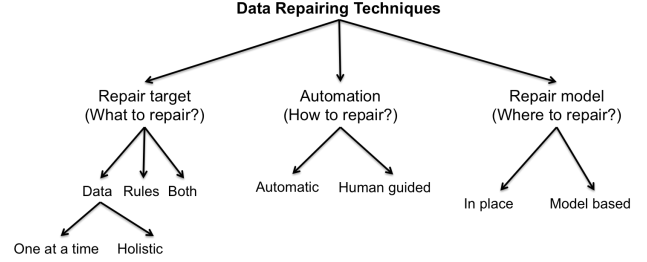 Data Repairing Techniques
Repair target
(What to repair?)
Automation
(How to repair?)
Repair model
(Where to repair?)
Data
Rules
Both
Automatic
Human guided
In place
Model based
One at a time
Holistic